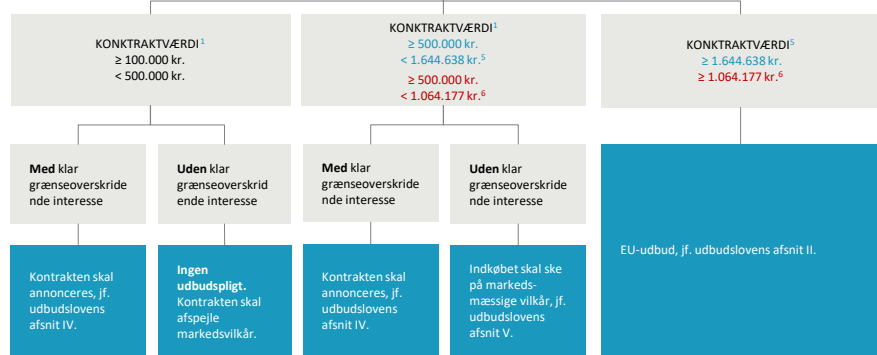 KONKTRAKTVÆRDI1
≥ 100.000 kr.
< 500.000 kr.
KONKTRAKTVÆRDI1
≥ 500.000 kr.
< 1.644.638 kr.5
≥ 500.000 kr.
< 1.064.177 kr.6
KONKTRAKTVÆRDI5
≥ 1.644.638 kr.
≥ 1.064.177 kr.6
Med klar
grænseoverskride
nde interesse
Uden klar
grænseoverskrid
ende interesse
Med klar
grænseoverskride
nde interesse
Uden klar
grænseoverskride
nde interesse
Kontrakten skal
annonceres, jf.
udbudslovens
afsnit IV.
Ingen
udbudspligt.
Kontrakten skal
afspejle
markedsvilkår.
Kontrakten skal
annonceres, jf.
udbudslovens
afsnit IV.
Indkøbet skal ske
på markeds-
mæssige vilkår, jf.
udbudslovens
afsnit V.
EU-udbud, jf. udbudslovens afsnit II.